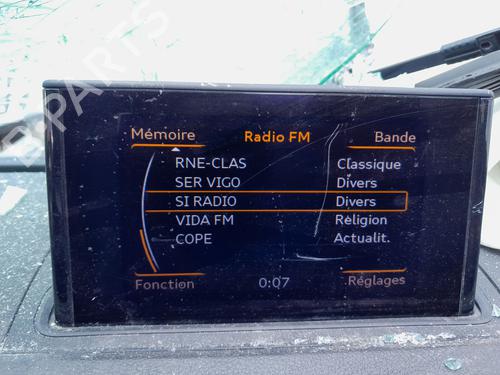 Mémoire Radio FM Bande
RNE-CLAS Classique
SER VIGO Divers
SI RADIO Divers
VIDA FM Religion
COPE Actualit.
Fonction 0:07 Réglages
B-PARTS